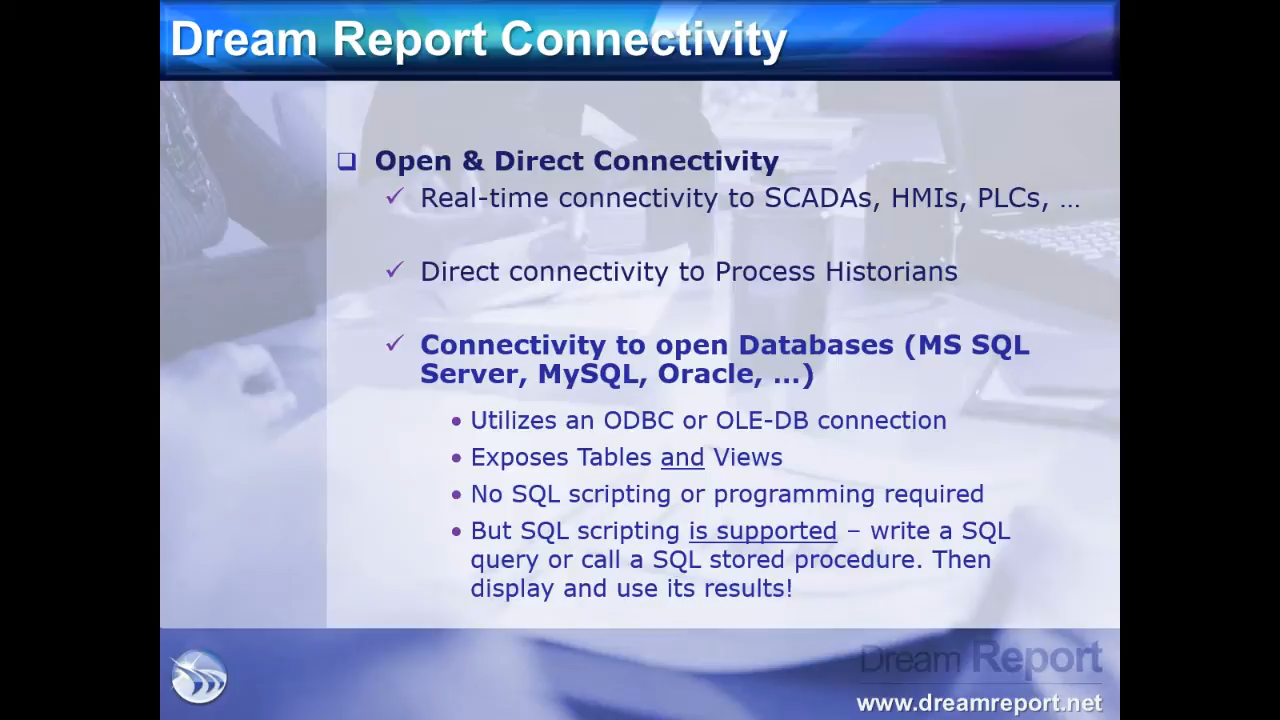 Dream Report Connectivity
Open & Direct Connectivity
Real-time connectivity to SCADAs, HMIs, PLCs, …
Direct connectivity to Process Historians
Connectivity to open Databases (MS SQL
Server, MySQL, Oracle, …)
Utilizes an ODBC or OLE-DB connection
Exposes Tables and Views
No SQL scripting or programming required
But SQL scripting is supported – write a SQL
query or call a SQL stored procedure. Then
display and use its results!
Dream Report
www.dreamreport.net